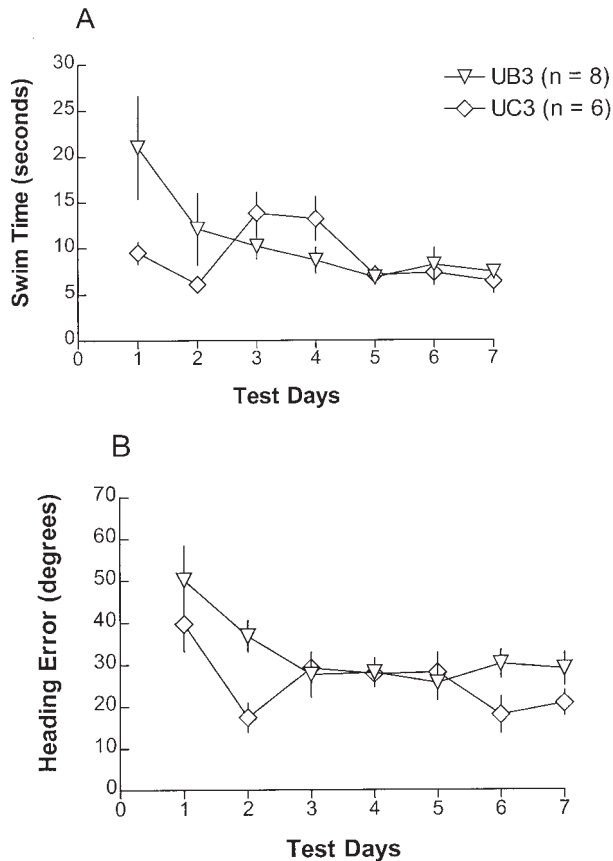 A
UB3 (n = 8)
UC3 (n = 6)
Swim Time (seconds)
30
25
20
15
10
5
0
0 1 2 3 4 5 6 7
Test Days
B
Heading Error (degrees)
70
60
50
40
30
20
10
0
0 1 2 3 4 5 6 7
Test Days